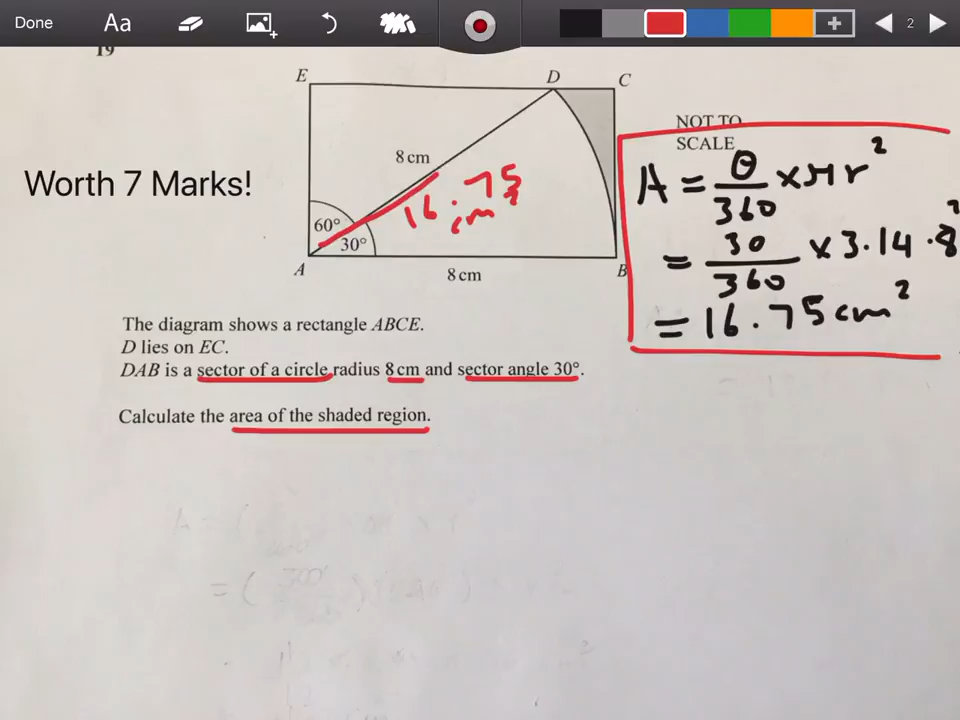 Done Aa 2
19
E D C
NOT TO
SCALE
8 cm
Worth 7 Marks!
16.75
cm²
60°
30°
A B
8 cm
A = θ/360 × π r²
= 30/360 × 3.14 · 8²
= 16.75 cm²
The diagram shows a rectangle ABCE.
D lies on EC.
DAB is a sector of a circle radius 8 cm and sector angle 30°.
Calculate the area of the shaded region.